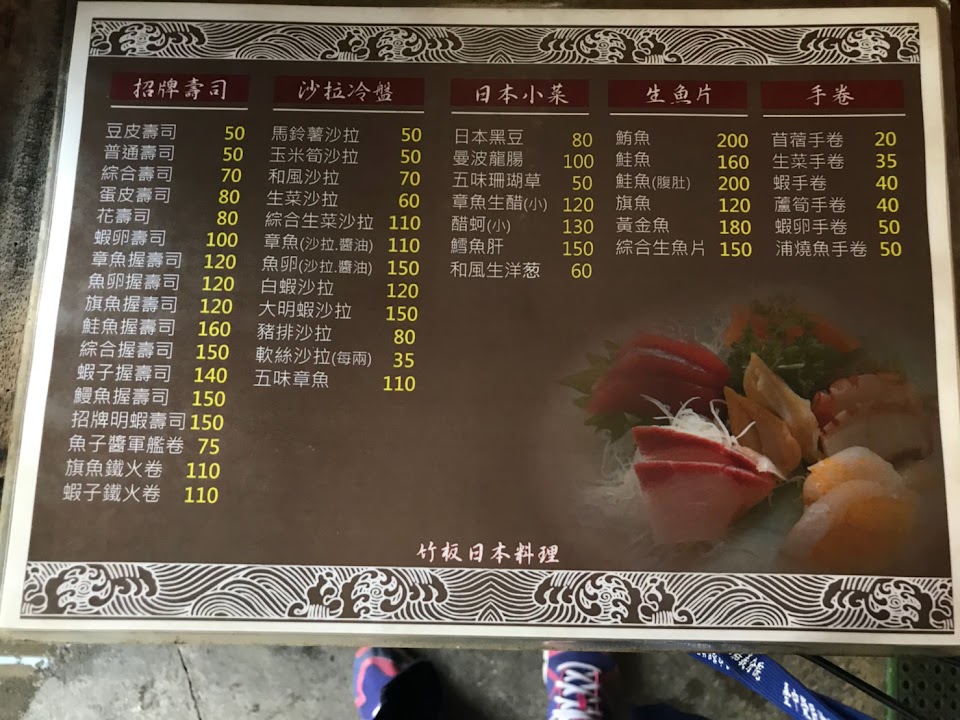 招牌壽司
豆皮壽司 50
普通壽司 50
綜合壽司 70
蛋皮壽司 80
花壽司 80
蝦卵壽司 100
章魚握壽司 120
魚卵握壽司 120
旗魚握壽司 120
鮭魚握壽司 160
綜合握壽司 150
蝦子握壽司 140
鰻魚握壽司 150
招牌明蝦壽司 150
魚子醬軍艦卷 75
旗魚鐵火卷 110
蝦子鐵火卷 110
沙拉冷盤
馬鈴薯沙拉 50
玉米筍沙拉 50
和風沙拉 70
生菜沙拉 60
綜合生菜沙拉 110
章魚(沙拉.醬油) 110
魚卵(沙拉.醬油) 150
白蝦沙拉 120
大明蝦沙拉 150
豬排沙拉 80
軟絲沙拉(每兩) 35
五味章魚 110
日本小菜
日本黑豆 80
曼波龍腸 100
五味珊瑚草 50
章魚生醋(小) 120
醋蚵(小) 130
鱈魚肝 150
和風生洋葱 60
生魚片
鮪魚 200
鮭魚 160
鮭魚(腹肚) 200
旗魚 120
黃金魚 180
綜合生魚片 150
手卷
苜蓿手卷 20
生菜手卷 35
蝦手卷 40
蘆筍手卷 40
蝦卵手卷 50
浦燒魚手卷 50
竹板日本料理